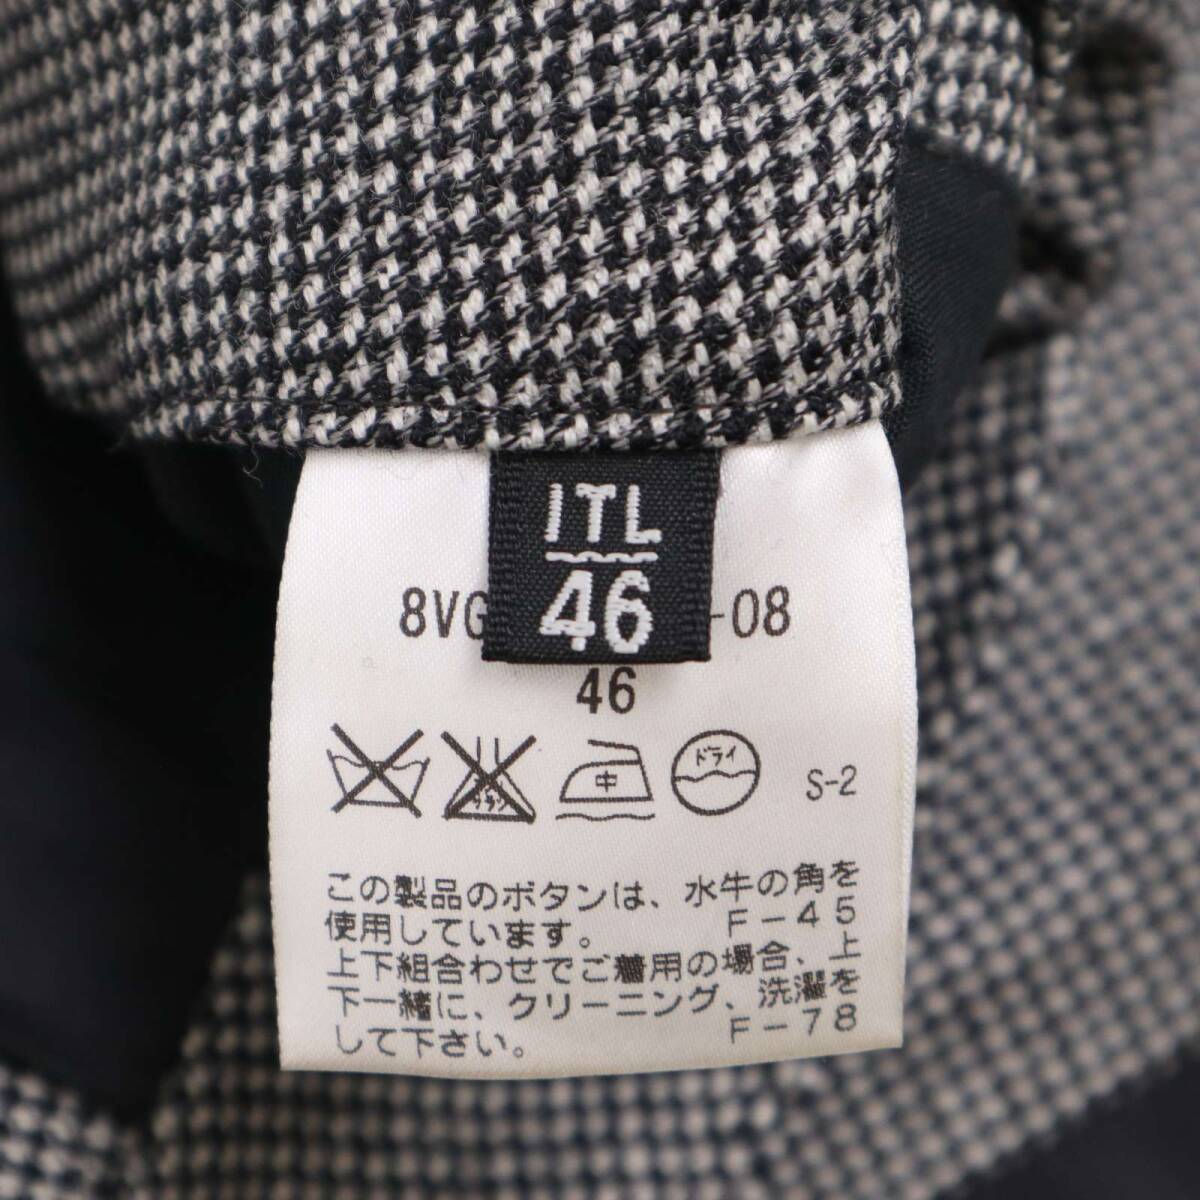 ITL
46
8VG -08
46
中
ドライ
S-2
この製品のボタンは、水牛の角を
使用しています。 F-45
上下組合わせでご着用の場合、上
下一緒に、クリーニング、洗濯を
して下さい。 F-78